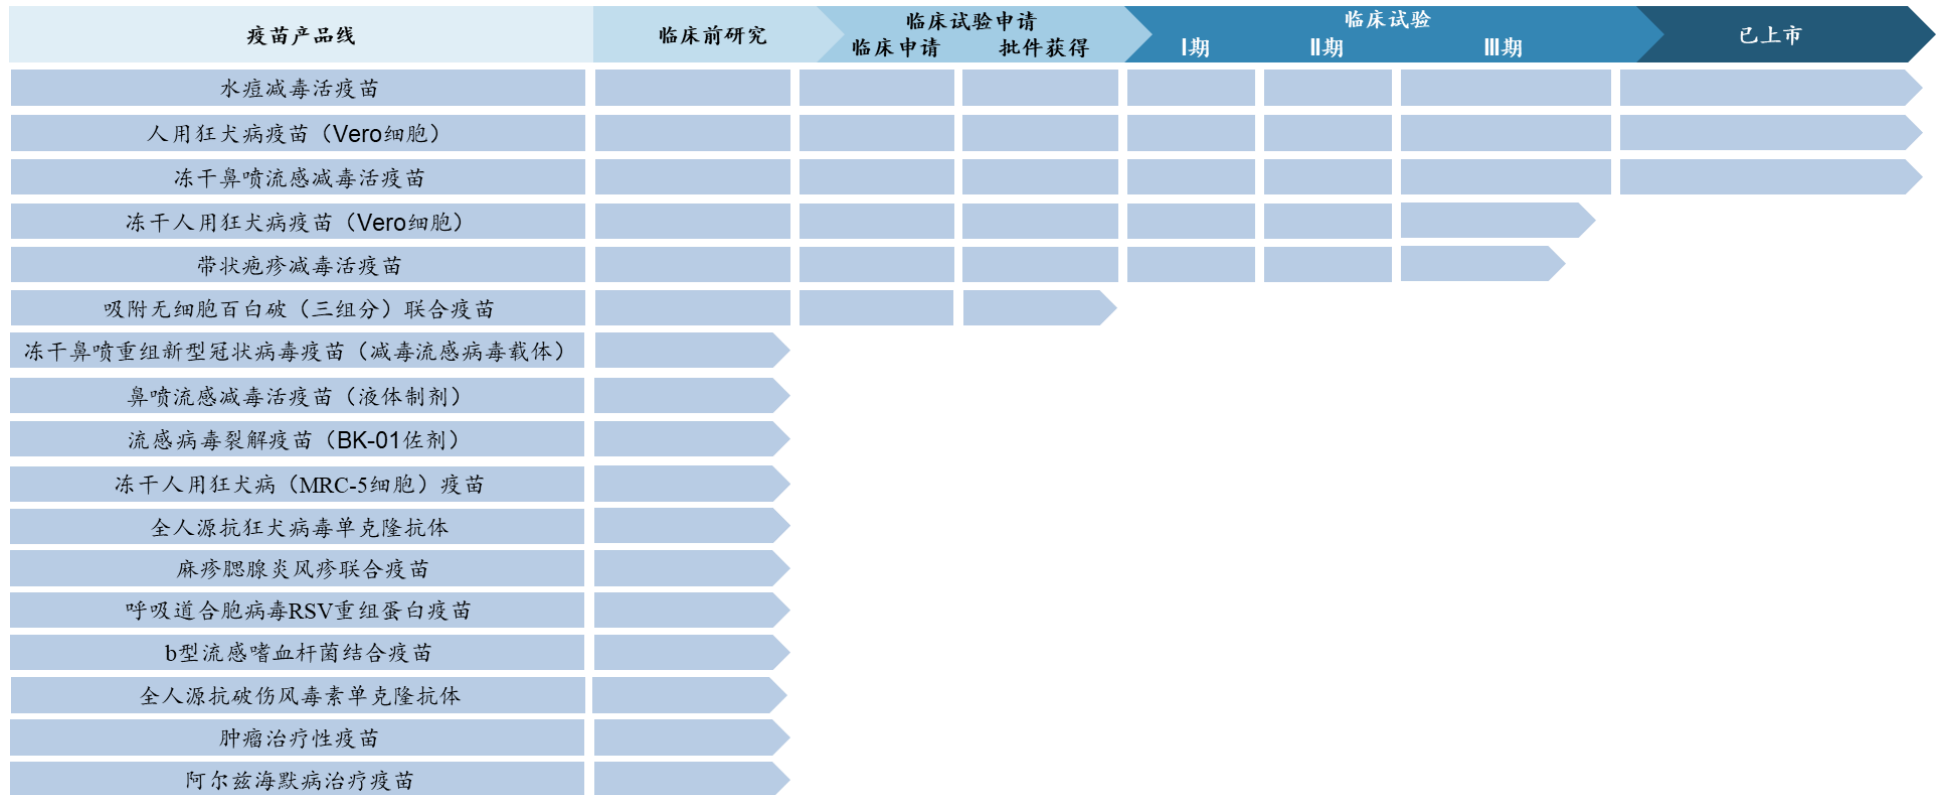 疫苗产品线
临床前研究
临床试验申请
临床申请 批件获得
临床试验
Ⅰ期 Ⅱ期 Ⅲ期
已上市
水痘减毒活疫苗
人用狂犬病疫苗（Vero细胞）
冻干鼻喷流感减毒活疫苗
冻干人用狂犬病疫苗（Vero细胞）
带状疱疹减毒活疫苗
吸附无细胞百白破（三组分）联合疫苗
冻干鼻喷重组新型冠状病毒疫苗（减毒流感病毒载体）
鼻喷流感减毒活疫苗（液体制剂）
流感病毒裂解疫苗（BK-01佐剂）
冻干人用狂犬病（MRC-5细胞）疫苗
全人源抗狂犬病毒单克隆抗体
麻疹腮腺炎风疹联合疫苗
呼吸道合胞病毒RSV重组蛋白疫苗
b型流感嗜血杆菌结合疫苗
全人源抗破伤风毒素单克隆抗体
肿瘤治疗性疫苗
阿尔兹海默病治疗疫苗